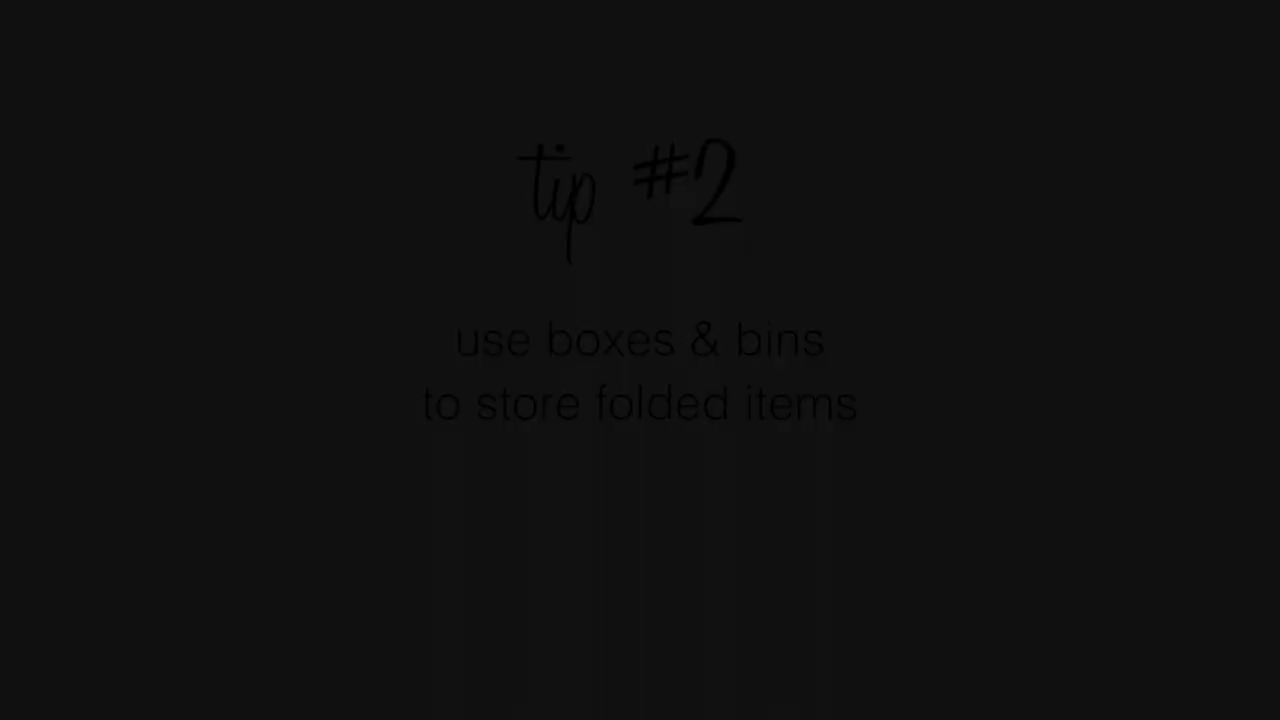 tip #2
use boxes & bins
to store folded items